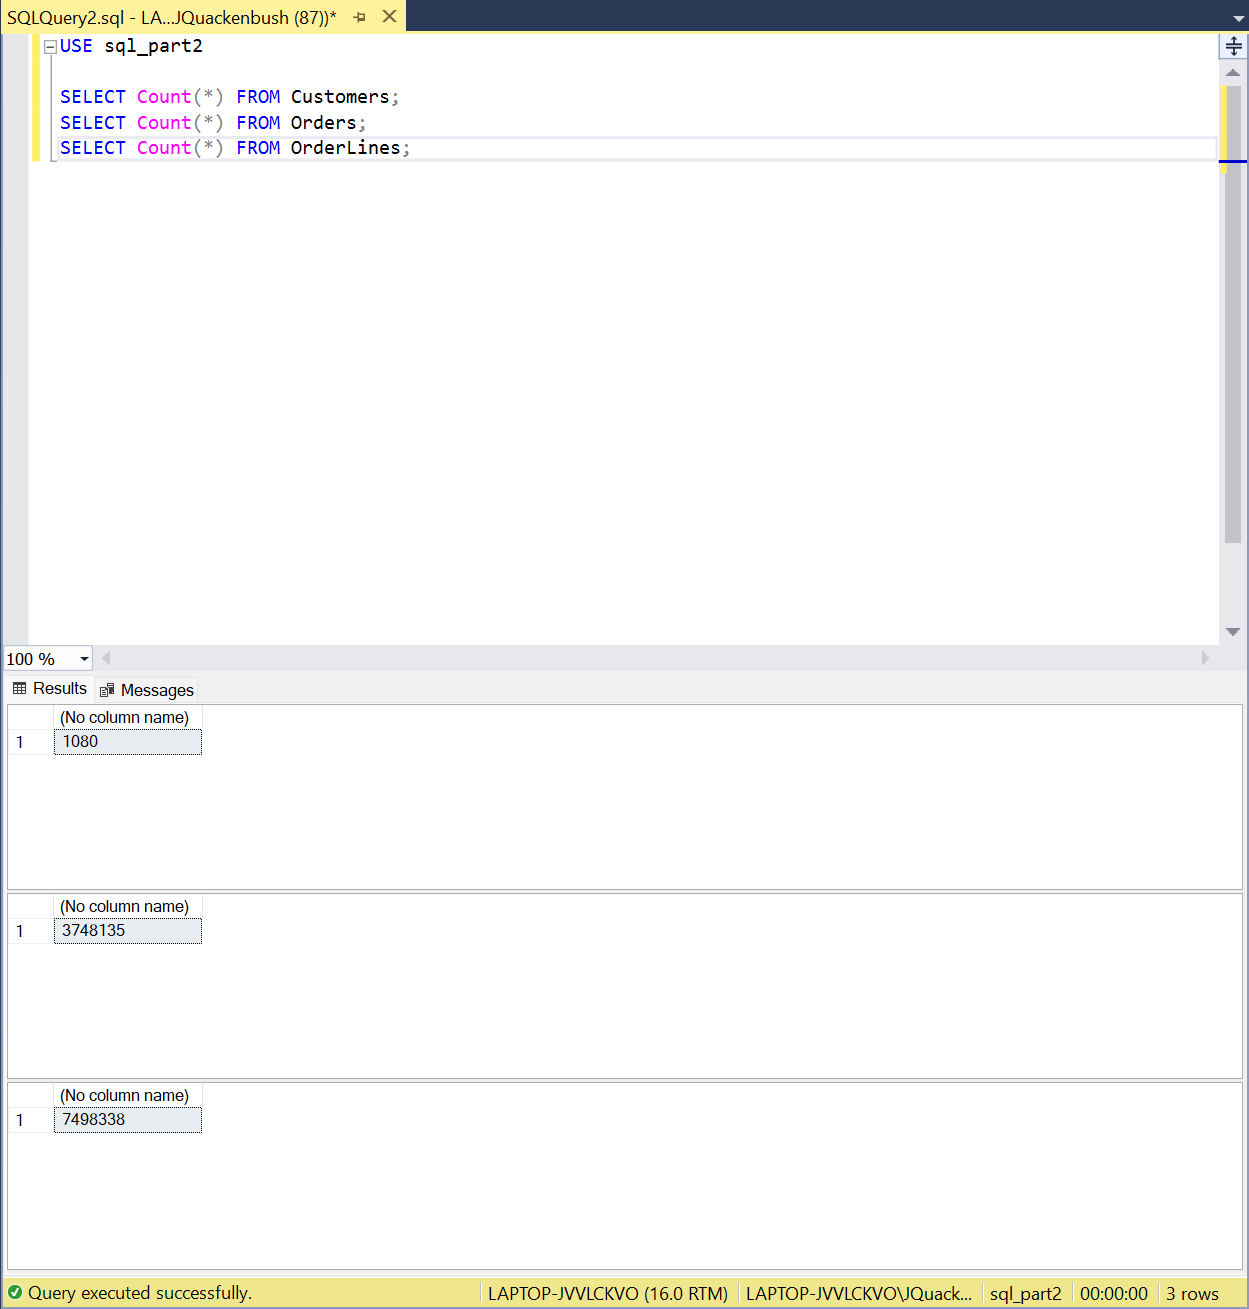 SQLQuery2.sql - LA...JQuackenbush (87))*
USE sql_part2
SELECT Count(*) FROM Customers;
SELECT Count(*) FROM Orders;
SELECT Count(*) FROM OrderLines;
100 %
Results Messages
(No column name)
1 1080
(No column name)
1 3748135
(No column name)
1 7498338
Query executed successfully. LAPTOP-JVVLCKVO (16.0 RTM) LAPTOP-JVVLCKVO\JQuack... sql_part2 00:00:00 3 rows